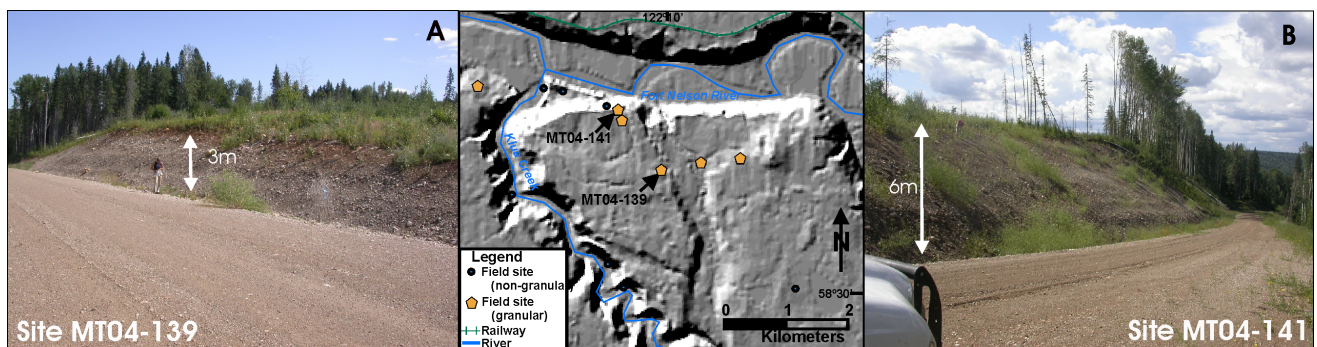 A
3m
Site MT04-139
122°10'
Fort Nelson River
MT04-141
Klua Creek
MT04-139
N
58°30'
0 1 2
Kilometers
Legend
Field site
(non-granula
Field site
(granular)
Railway
River
B
6m
Site MT04-141